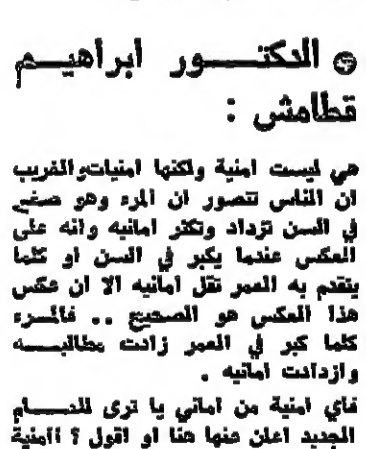 الدكتور ابراهيم
قطامش :
هي ليست امنية ولكنها امنيات، والغريب
ان الناس تتصور ان المرء وهو صغير
في السن تزداد وتكثر امانيه وانه على
العكس عندما يكبر في السن او كلما
يتقدم به العمر تقل امانيه الا ان عكس
هذا العكس هو الصحيح .. فالمرء
كلما كبر في العمر زادت مطالبه
وازدادت امانيه .
فأي امنية من اماني يا ترى للعام
الجديد اعلن عنها هنا او اقول ؟ أامنية